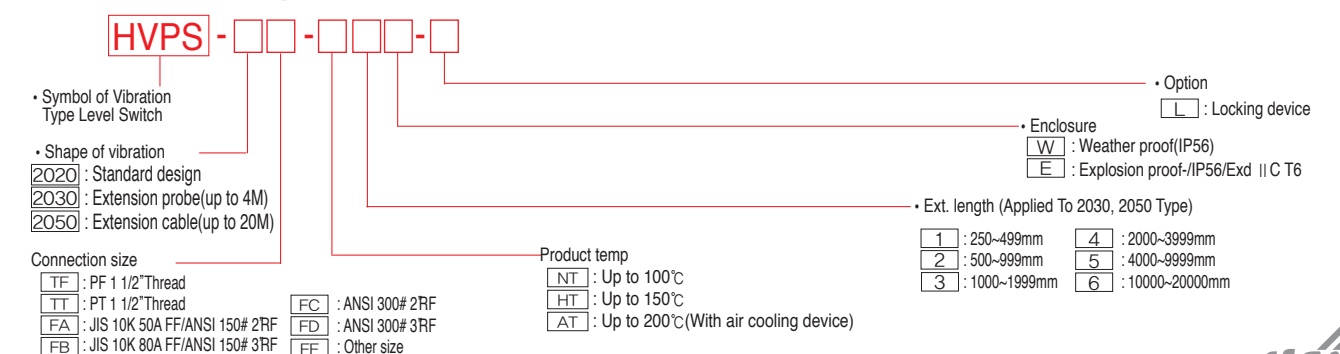 HVPS - □□ - □□□ - □
• Symbol of Vibration
Type Level Switch
• Shape of vibration
2020 : Standard design
2030 : Extension probe(up to 4M)
2050 : Extension cable(up to 20M)
Connection size
TF : PF 1 1/2"Thread
TT : PT 1 1/2"Thread
FA : JIS 10K 50A FF/ANSI 150# 2"RF
FB : JIS 10K 80A FF/ANSI 150# 3"RF
FC : ANSI 300# 2"RF
FD : ANSI 300# 3"RF
FF : Other size
Product temp
NT : Up to 100℃
HT : Up to 150℃
AT : Up to 200℃(With air cooling device)
• Ext. length (Applied To 2030, 2050 Type)
1 : 250~499mm
2 : 500~999mm
3 : 1000~1999mm
4 : 2000~3999mm
5 : 4000~9999mm
6 : 10000~20000mm
• Enclosure
W : Weather proof(IP56)
E : Explosion proof-/IP56/Exd ⅡC T6
• Option
L : Locking device